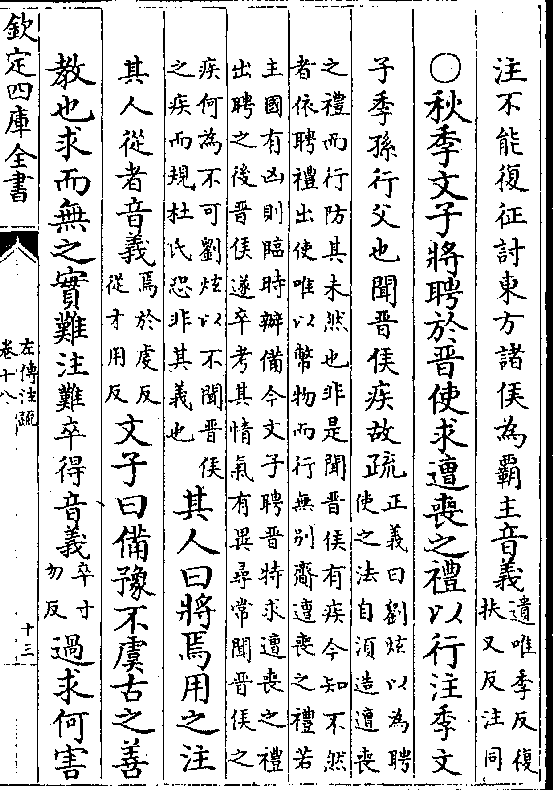 注不能復征討東方諸侯為霸主音義
遺唯季反復
扶又反注同
○秋季文子將聘於晉使求遭喪之禮以行注季文
子季孫行父也聞晉侯疾故疏
正義曰劉炫以為聘
使之法自須造遭喪
之禮而行防其未然也非是聞晉侯有疾今知不然
者依聘禮出使唯以幣物而行無別齎遭喪之禮若
主國有凶則臨時辦備今文子聘晉特求遭喪之禮
出聘之後晉侯遂卒考其情氣有異尋常聞晉侯之
疾何為不可劉炫以不聞晉侯
之疾而規杜氏恐非其義也
其人曰將焉用之注
其人從者音義
焉於虔反
從才用反
文子曰備豫不虞古之善
教也求而無之實難注難卒得音義
卒寸
勿反
過求何害
欽定四庫全書
左傳注疏
卷十八
十三